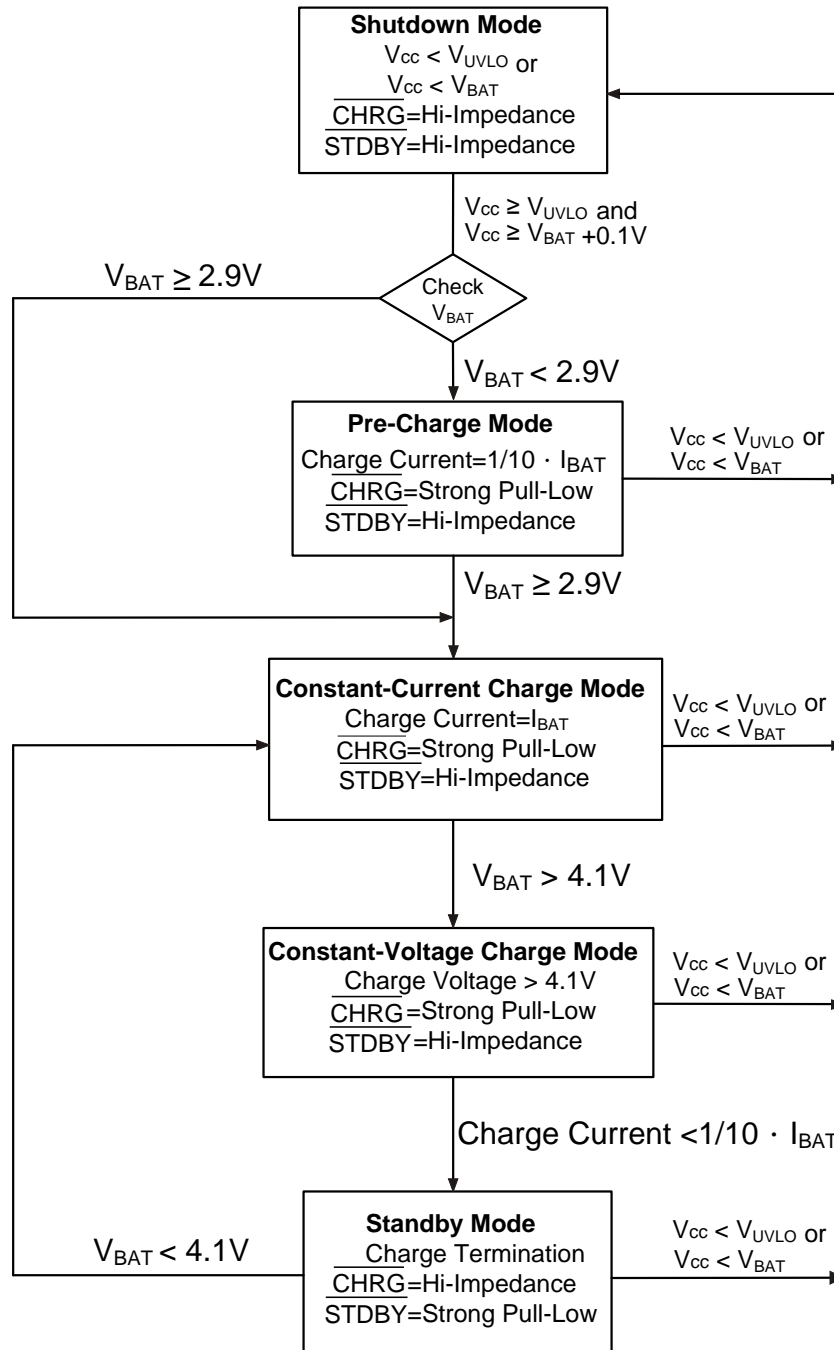 Shutdown Mode
Vcc < VUVLO or
Vcc < VBAT
CHRG=Hi-Impedance
STDBY=Hi-Impedance
Vcc ≥ VUVLO and
Vcc ≥ VBAT +0.1V
VBAT ≥ 2.9V
Check
VBAT
VBAT < 2.9V
Pre-Charge Mode
Charge Current=1/10 · IBAT
CHRG=Strong Pull-Low
STDBY=Hi-Impedance
Vcc < VUVLO or
Vcc < VBAT
VBAT ≥ 2.9V
Constant-Current Charge Mode
Charge Current=IBAT
CHRG=Strong Pull-Low
STDBY=Hi-Impedance
Vcc < VUVLO or
Vcc < VBAT
VBAT > 4.1V
Constant-Voltage Charge Mode
Charge Voltage > 4.1V
CHRG=Strong Pull-Low
STDBY=Hi-Impedance
Vcc < VUVLO or
Vcc < VBAT
Charge Current <1/10 · IBAT
VBAT < 4.1V
Standby Mode
Charge Termination
CHRG=Hi-Impedance
STDBY=Strong Pull-Low
Vcc < VUVLO or
Vcc < VBAT